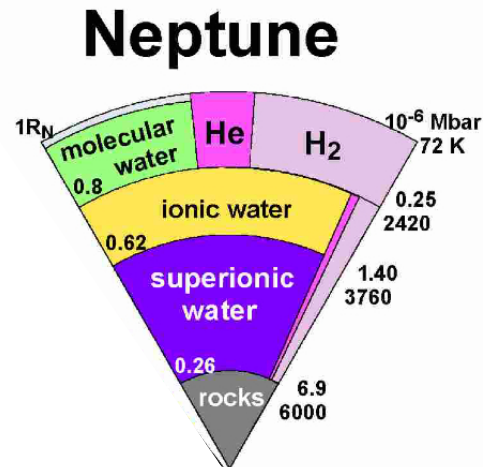 Neptune
1R_N
10⁻⁶ Mbar
72 K
molecular
water
He
H₂
0.8
0.25
2420
ionic water
0.62
1.40
3760
superionic
water
0.26
6.9
6000
rocks